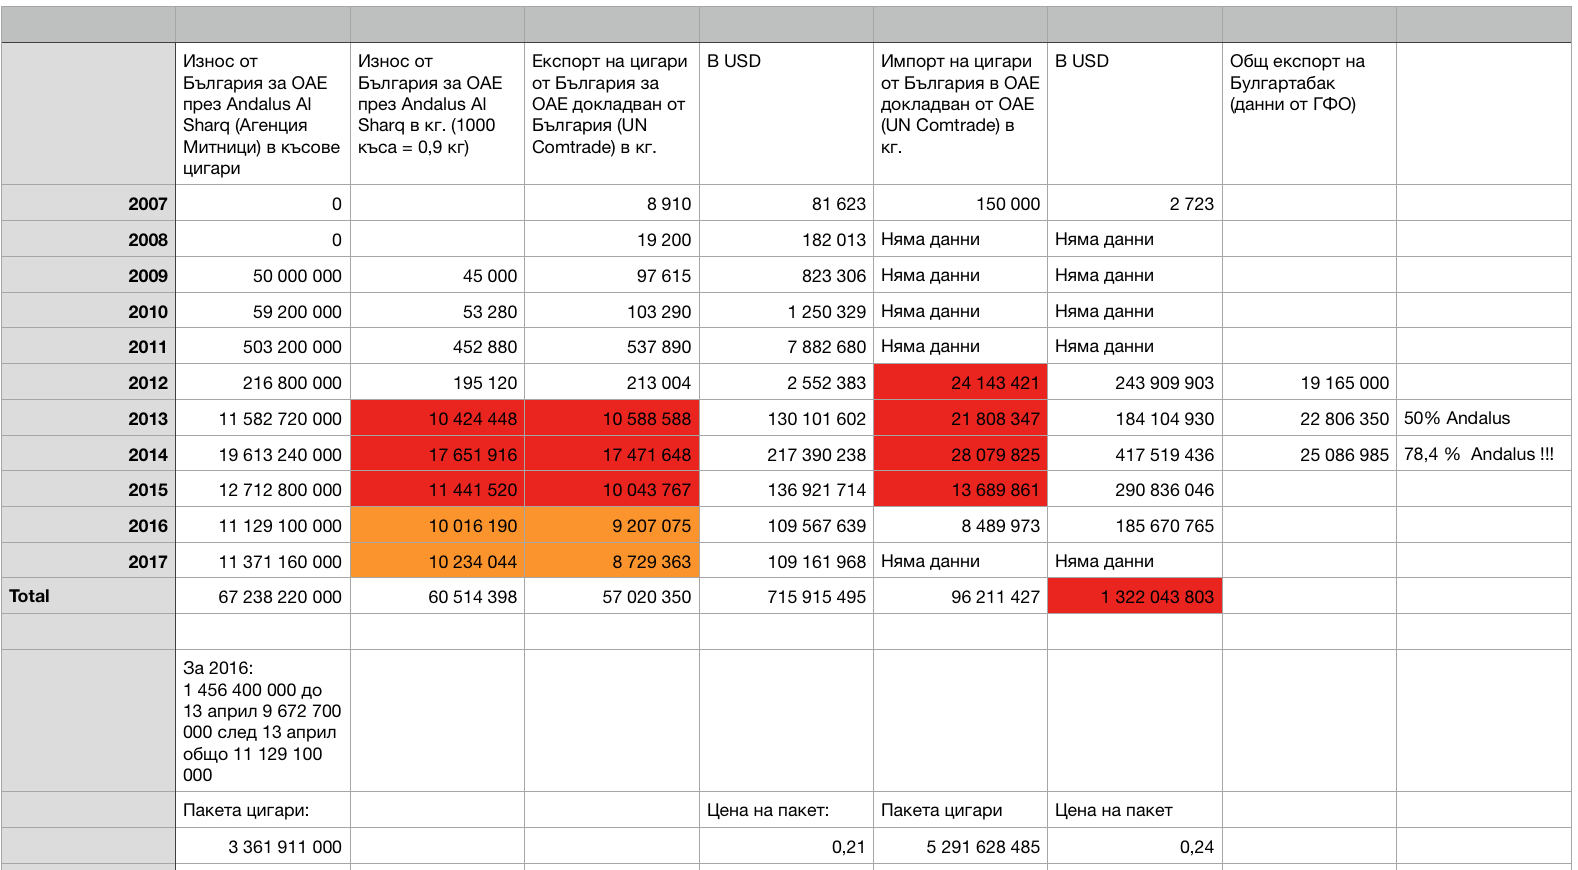 Износ от
България за ОАЕ
през Andalus Al
Sharq (Агенция
Митници) в късове
цигари
Износ от
България за ОАЕ
през Andalus Al
Sharq в кг. (1000
къса = 0,9 кг)
Експорт на цигари
от България за
ОАЕ докладван от
България (UN
Comtrade) в кг.
В USD
Импорт на цигари
от България в ОАЕ
докладван от ОАЕ
(UN Comtrade) в
кг.
В USD
Общ експорт на
Булгартабак
(данни от ГФО)
2007 0 8 910 81 623 150 000 2 723
2008 0 19 200 182 013 Няма данни Няма данни
2009 50 000 000 45 000 97 615 823 306 Няма данни Няма данни
2010 59 200 000 53 280 103 290 1 250 329 Няма данни Няма данни
2011 503 200 000 452 880 537 890 7 882 680 Няма данни Няма данни
2012 216 800 000 195 120 213 004 2 552 383 24 143 421 243 909 903 19 165 000
2013 11 582 720 000 10 424 448 10 588 588 130 101 602 21 808 347 184 104 930 22 806 350 50% Andalus
2014 19 613 240 000 17 651 916 17 471 648 217 390 238 28 079 825 417 519 436 25 086 985 78,4 % Andalus !!!
2015 12 712 800 000 11 441 520 10 043 767 136 921 714 13 689 861 290 836 046
2016 11 129 100 000 10 016 190 9 207 075 109 567 639 8 489 973 185 670 765
2017 11 371 160 000 10 234 044 8 729 363 109 161 968 Няма данни Няма данни
Total 67 238 220 000 60 514 398 57 020 350 715 915 495 96 211 427 1 322 043 803
За 2016:
1 456 400 000 до
13 април 9 672 700
000 след 13 април
общо 11 129 100
000
Пакета цигари: Цена на пакет: Пакета цигари Цена на пакет
3 361 911 000 0,21 5 291 628 485 0,24